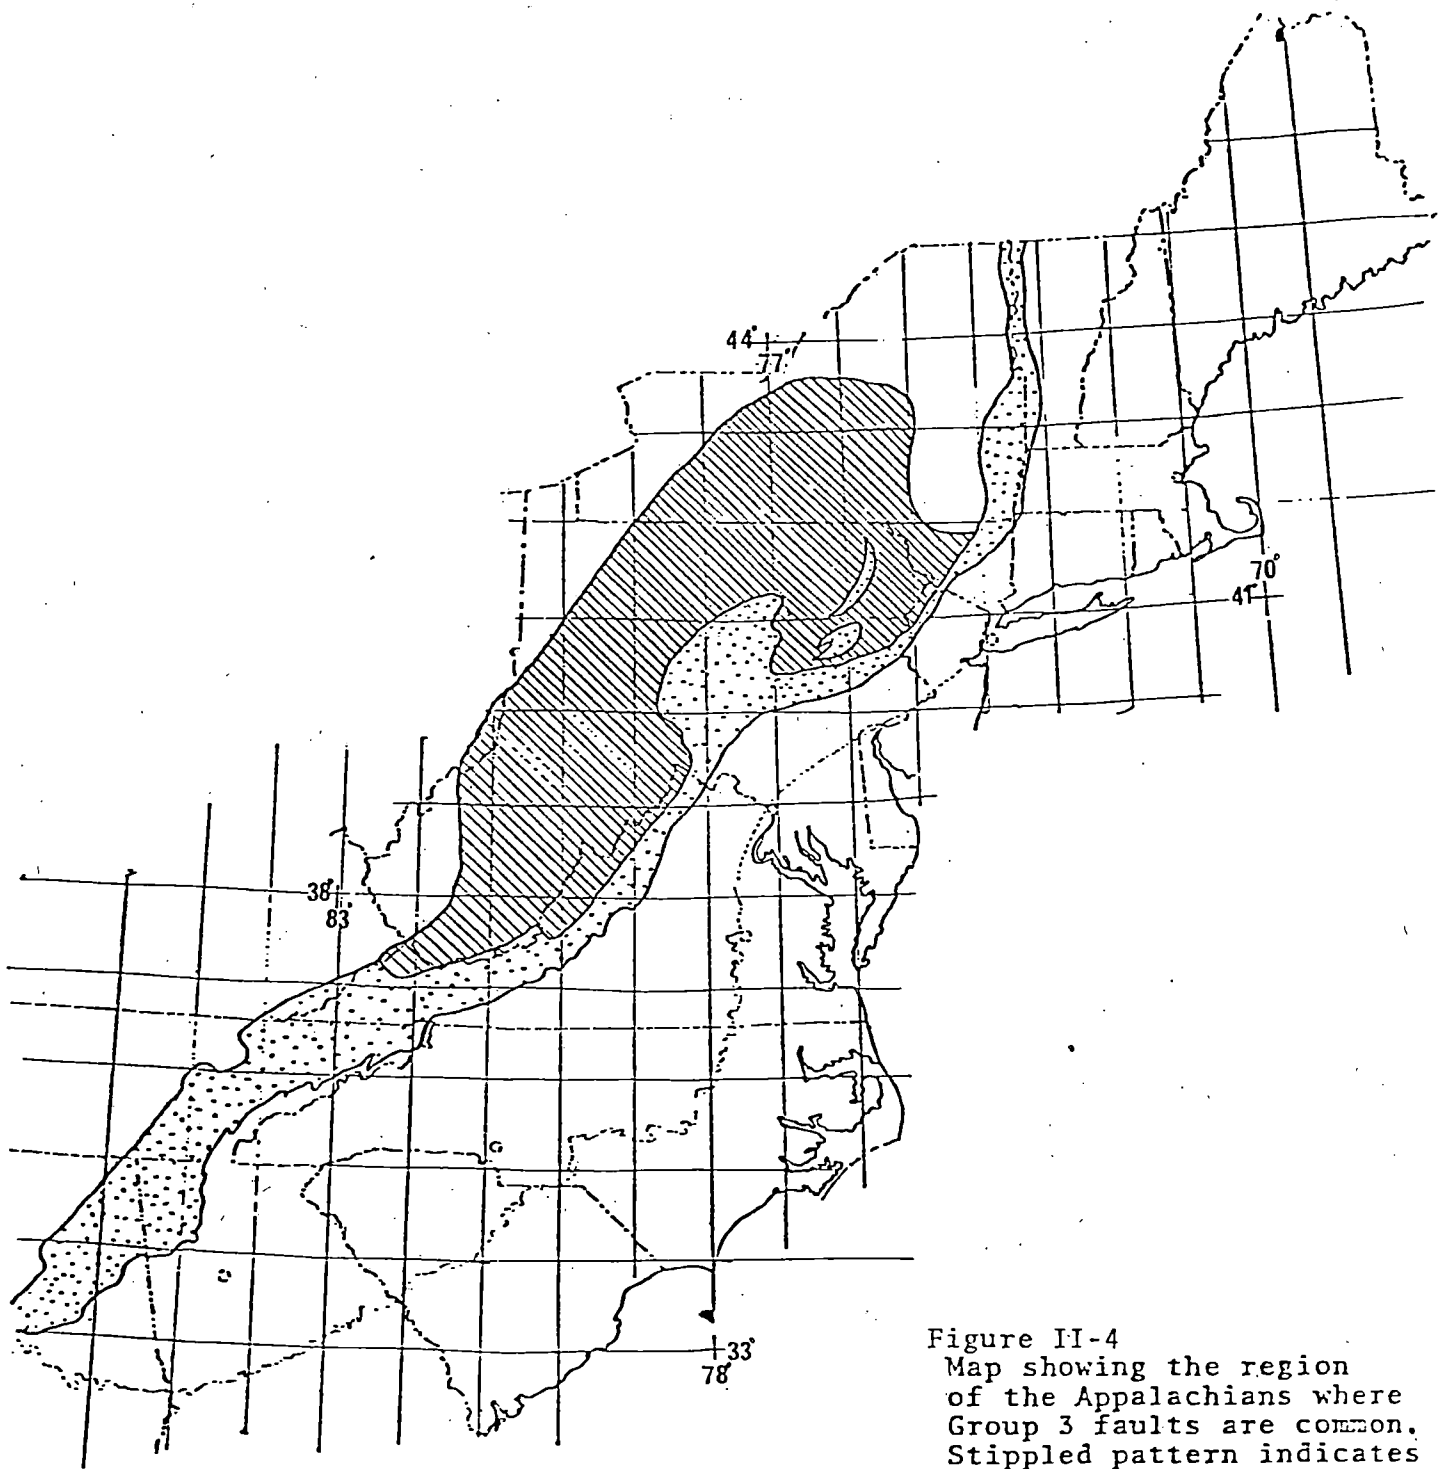 44°
77°
70°
41°
38°
83°
33°
78°
Figure II-4
Map showing the region
of the Appalachians where
Group 3 faults are common.
Stippled pattern indicates